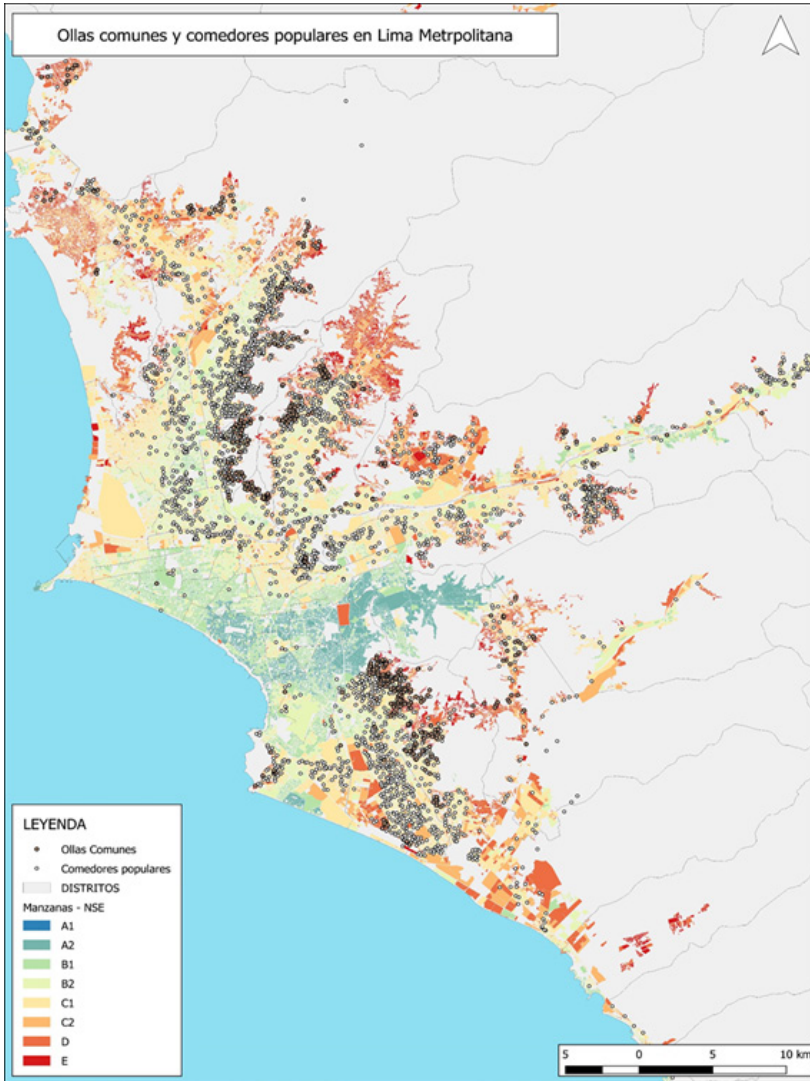 Ollas comunes y comedores populares en Lima Metrpolitana
LEYENDA
Ollas Comunes
Comedores populares
DISTRITOS
Manzanas - NSE
A1
A2
B1
B2
C1
C2
D
E
5 0 5 10 km